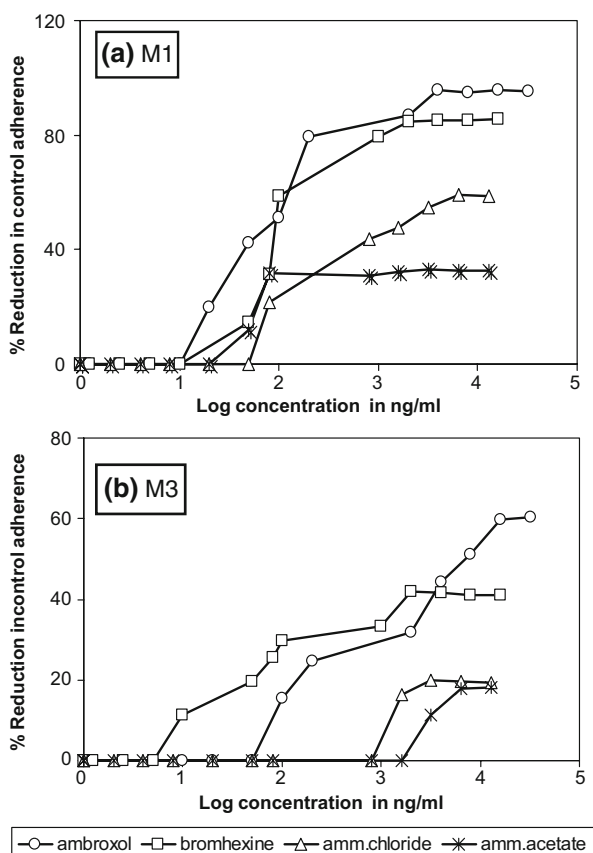 % Reduction in control adherence
(a) M1
120
80
40
0
0 1 2 3 4 5
Log concentration in ng/ml
% Reduction incontrol adherence
(b) M3
80
60
40
20
0
0 1 2 3 4 5
Log concentration in ng/ml
ambroxol bromhexine amm.chloride amm.acetate